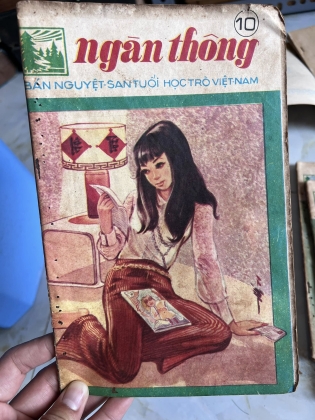 10
ngàn thông
BÁN NGUYỆT-SAN TUỔI HỌC TRÒ VIỆT-NAM